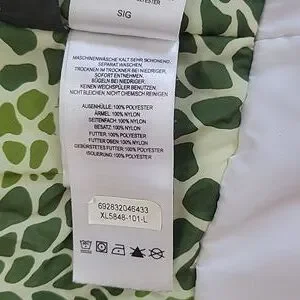 S/G
MASCHINENWÄSCHE KALT SEHR SCHONEND,
SEPARAT WASCHEN
TROCKNEN IM TROCKNER BEI NIEDRIGER,
SOFORT ENTNEHMEN.
BÜGELN BEI NIEDRIGER.
KEINEN WEICHSPÜLER BENUTZEN.
NICHT BLEICHEN. NICHT CHEMISCH REINIGEN
AUßENHÜLLE: 100% POLYESTER
ÄRMEL: 100% NYLON
SEITENFACH: 100% NYLON
BESATZ: 100% NYLON
FUTTER: 100% POLYESTER
FUTTER OBEN: 100% NYLON
GEBÜRSTETES FUTTER: 100% POLYESTER
ISOLIERUNG: 100% POLYESTER
692832046433
XL5848-101-L